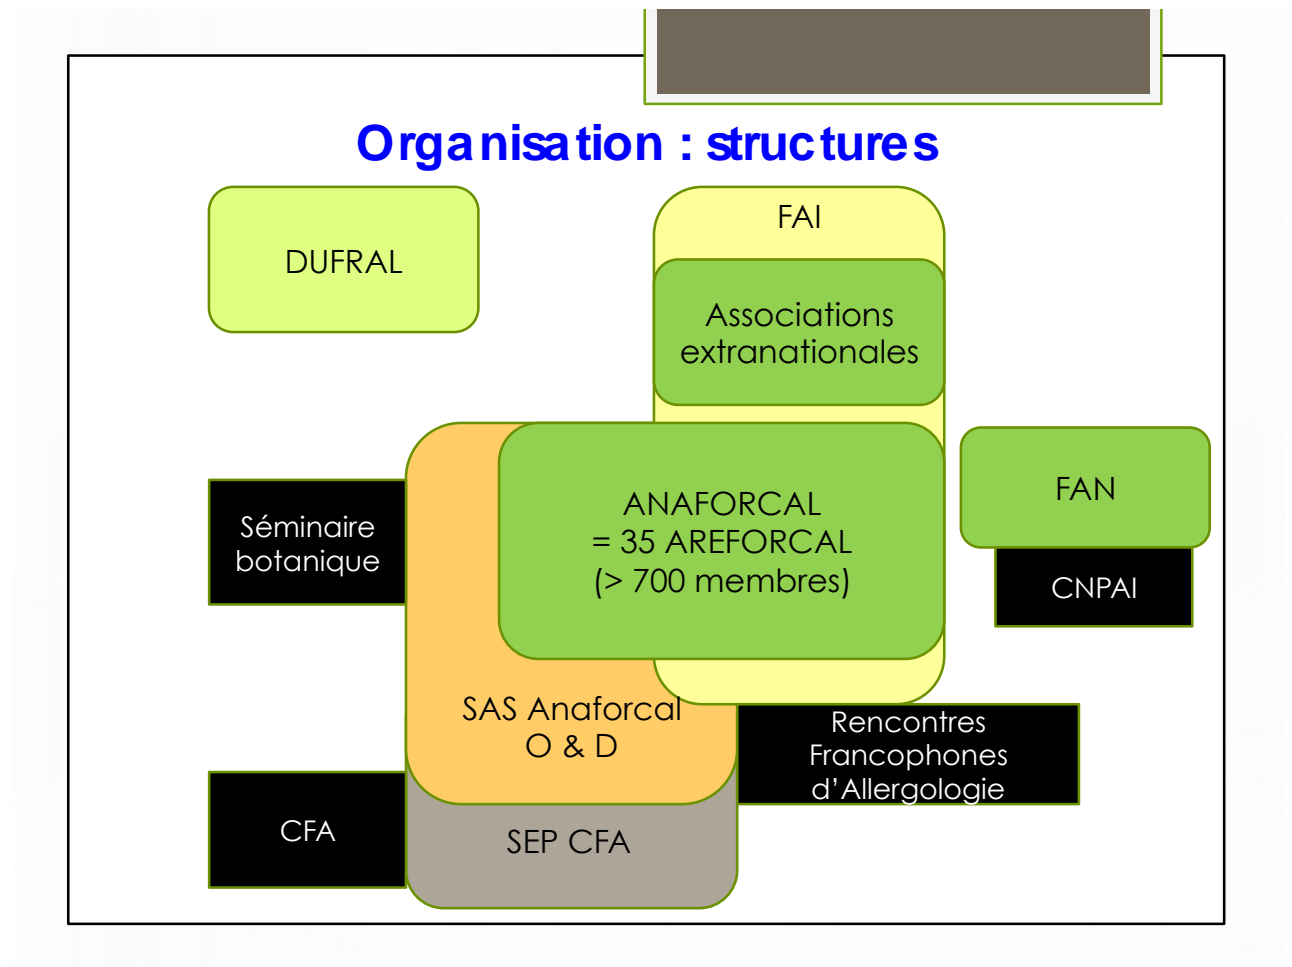 Organisation : structures
DUFRAL
FAI
Associations
extranationales
ANAFORCAL
= 35 AREFORCAL
(> 700 membres)
FAN
CNPAI
Séminaire
botanique
SAS Anaforcal
O & D
Rencontres
Francophones
d’Allergologie
CFA
SEP CFA